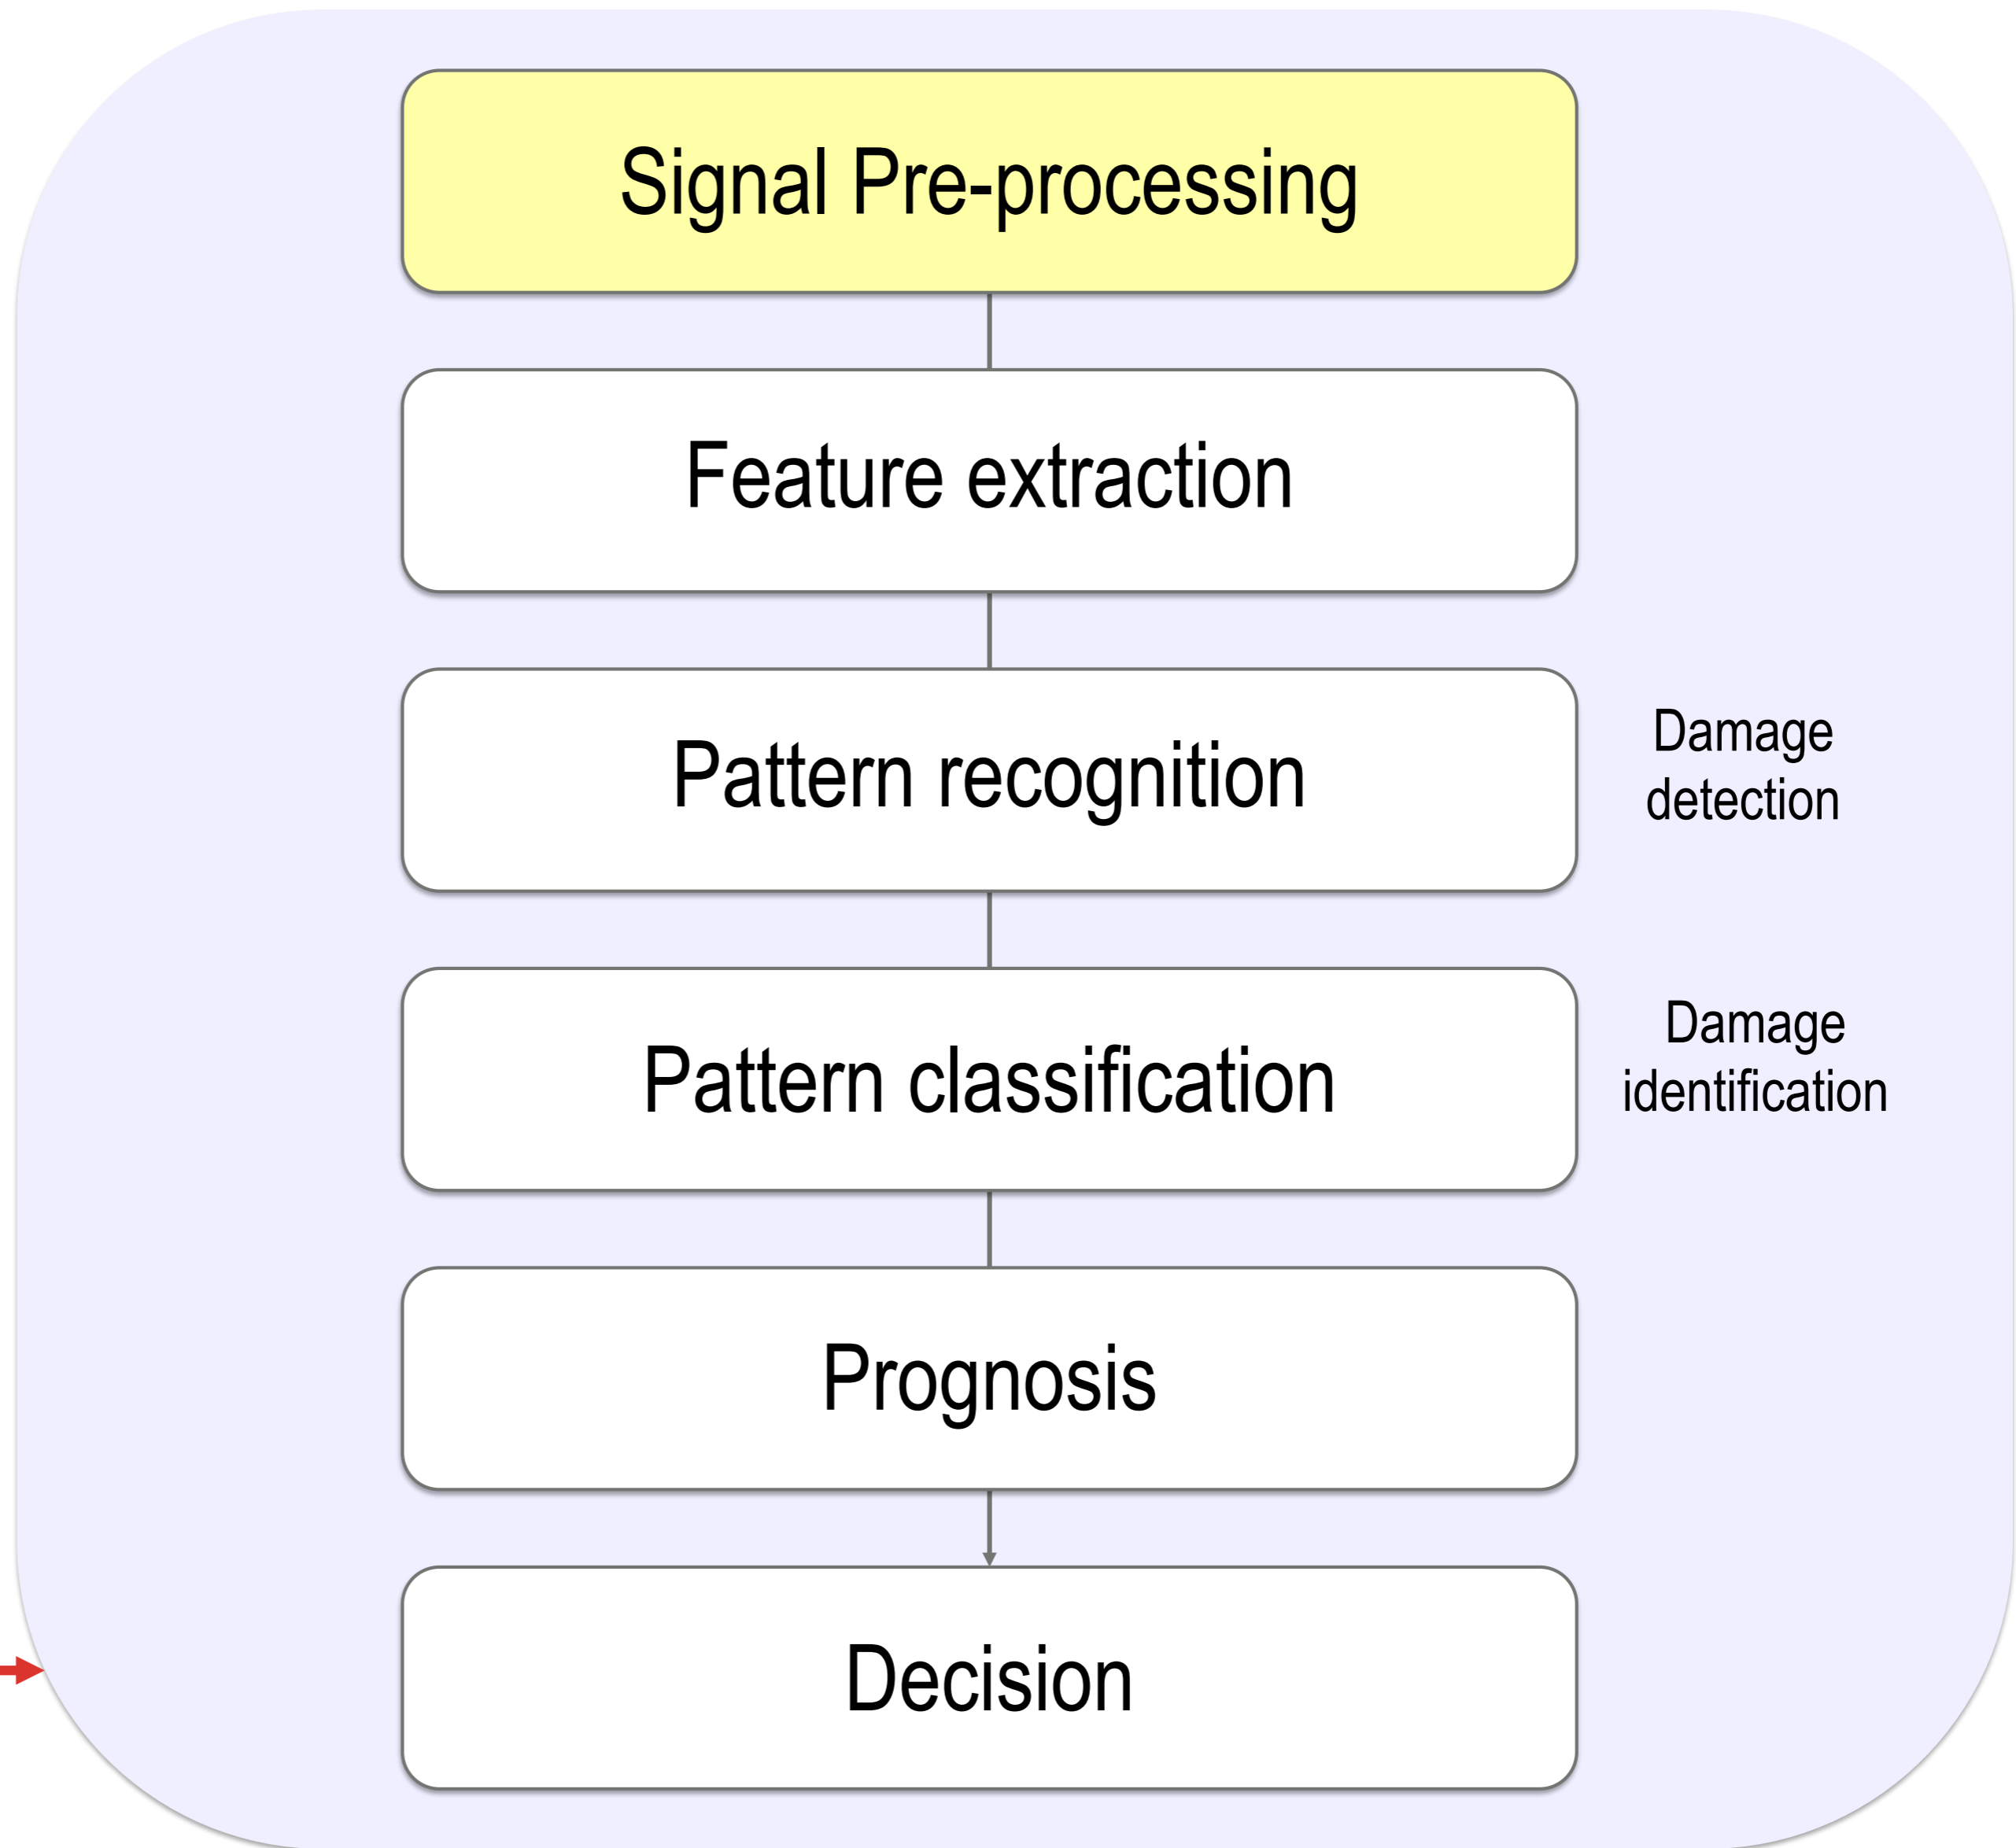 Signal Pre-processing
Feature extraction
Pattern recognition
Damage
detection
Pattern classification
Damage
identification
Prognosis
Decision